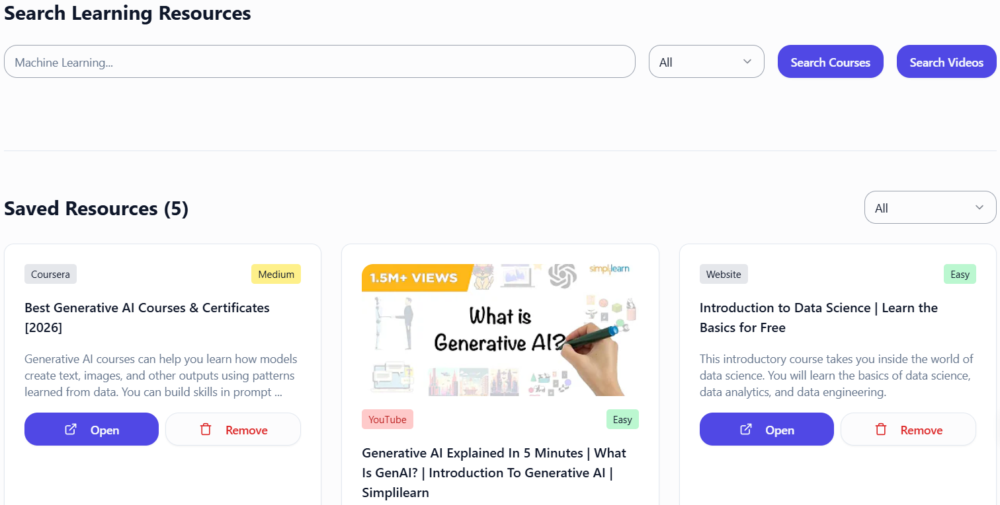 Search Learning Resources
Machine Learning...
All
Search Courses
Search Videos
Saved Resources (5)
All
Coursera
Medium
Best Generative AI Courses & Certificates
[2026]
Generative AI courses can help you learn how models
create text, images, and other outputs using patterns
learned from data. You can build skills in prompt ...
Open
Remove
1.5M+ VIEWS
simplilearn
What is
Generative AI?
YouTube
Easy
Generative AI Explained In 5 Minutes | What
Is GenAI? | Introduction To Generative AI |
Simplilearn
Website
Easy
Introduction to Data Science | Learn the
Basics for Free
This introductory course takes you inside the world of
data science. You will learn the basics of data science,
data analytics, and data engineering.
Open
Remove